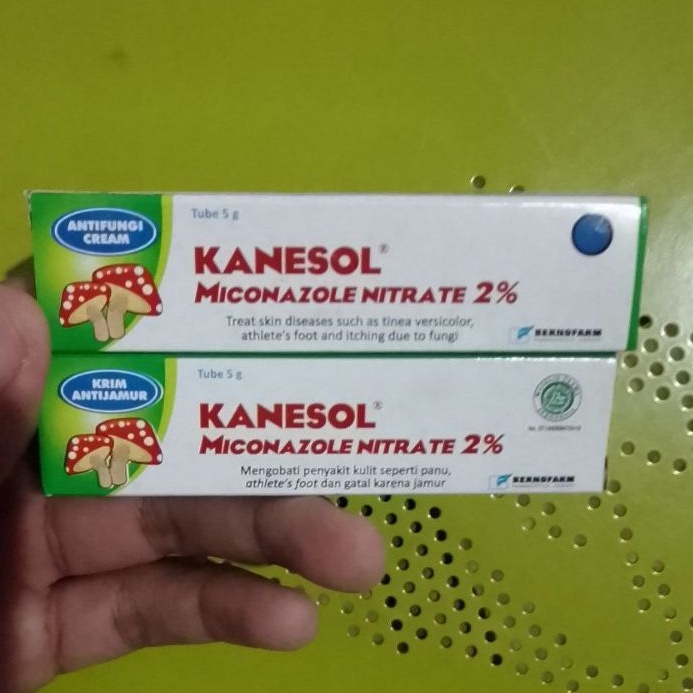 Tube 5 g
ANTIFUNGI
CREAM
KANESOL®
MICONAZOLE NITRATE 2%
Treat skin diseases such as tinea versicolor,
athlete's foot and itching due to fungi
BERNOFARM
Tube 5 g
KRIM
ANTIJAMUR
KANESOL®
MICONAZOLE NITRATE 2%
Mengobati penyakit kulit seperti panu,
athlete's foot dan gatal karena jamur
BERNOFARM